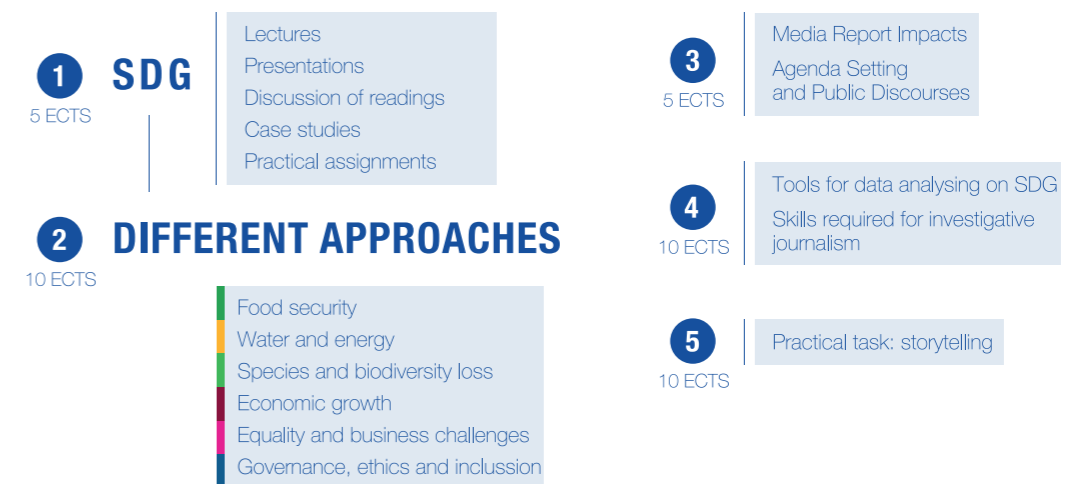 1
SDG
5 ECTS
Lectures
Presentations
Discussion of readings
Case studies
Practical assignments
2
DIFFERENT APPROACHES
10 ECTS
Food security
Water and energy
Species and biodiversity loss
Economic growth
Equality and business challenges
Governance, ethics and inclussion
3
5 ECTS
Media Report Impacts
Agenda Setting
and Public Discourses
4
10 ECTS
Tools for data analysing on SDG
Skills required for investigative
journalism
5
10 ECTS
Practical task: storytelling